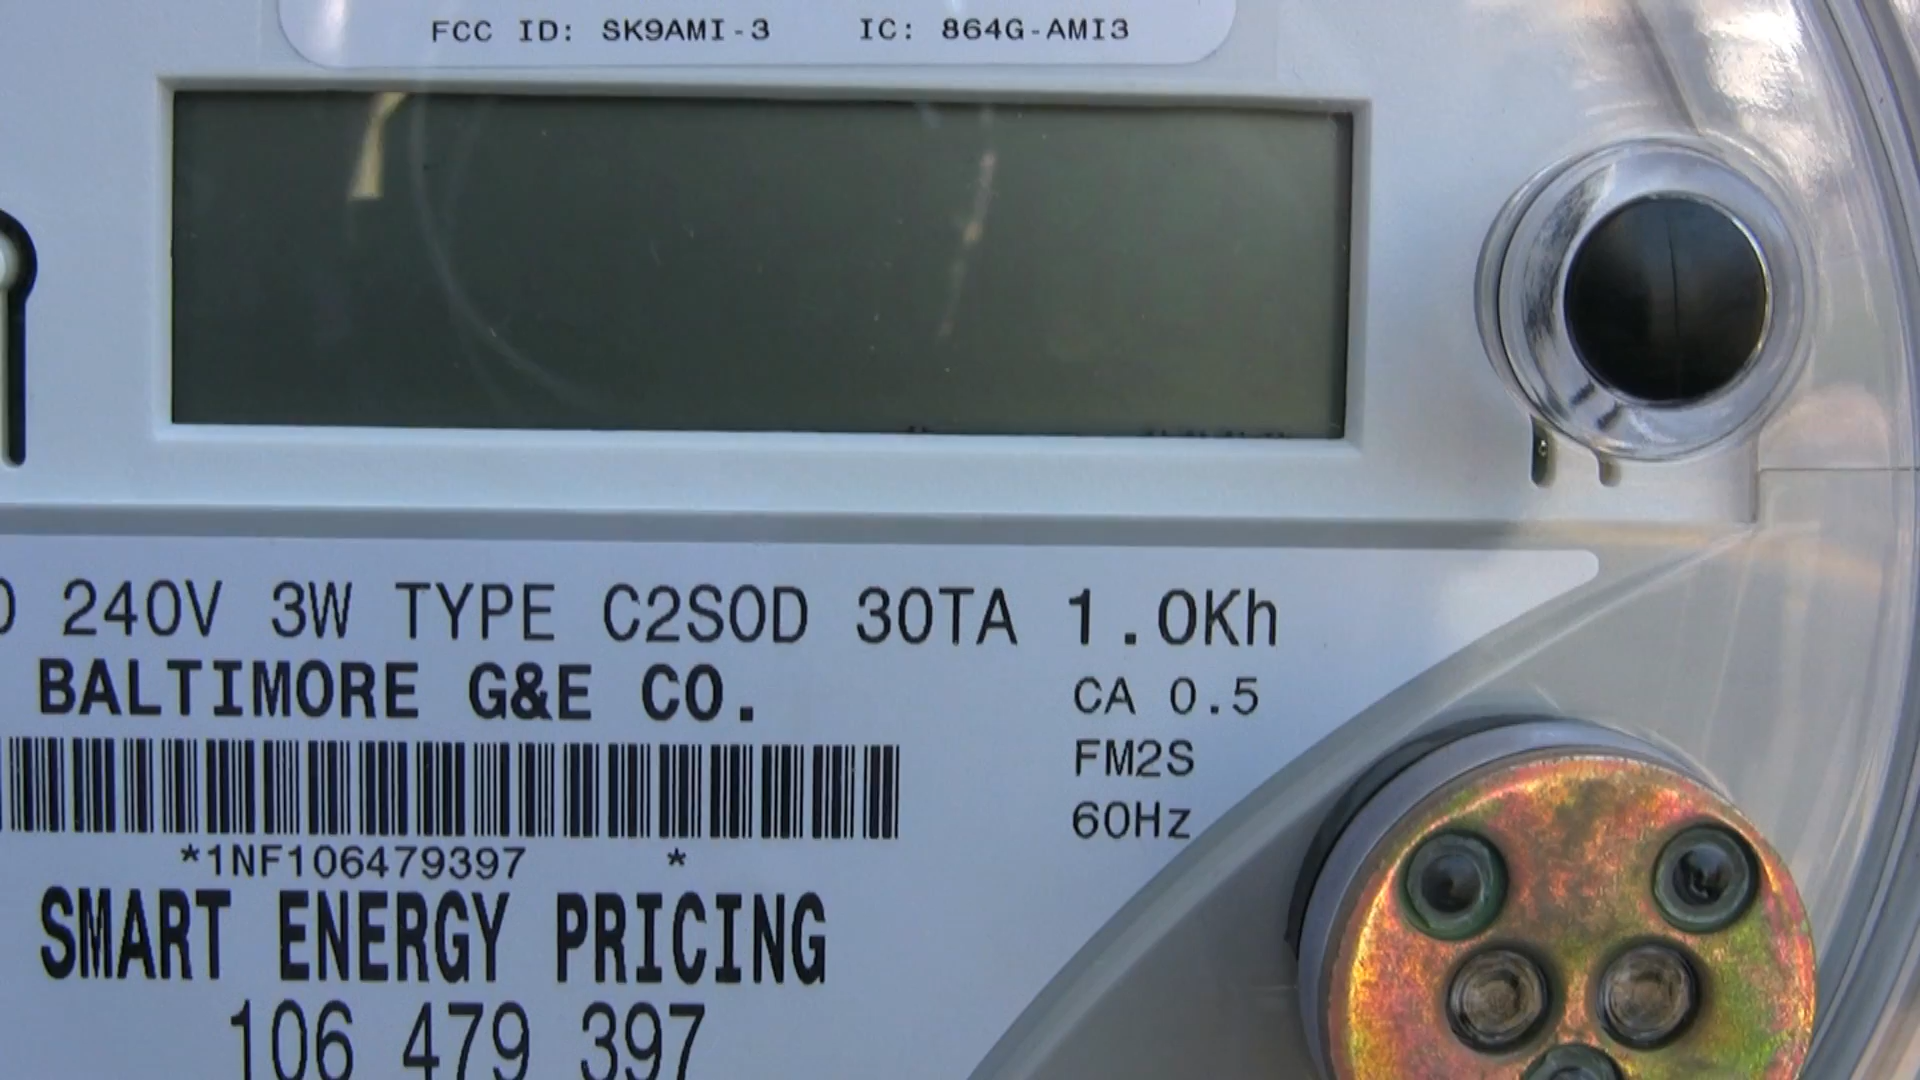 FCC ID: SK9AMI-3 IC: 864G-AMI3
240V 3W TYPE C2SOD 30TA 1.0Kh
BALTIMORE G&E CO.
CA 0.5
FM2S
60Hz
*1NF106479397 *
SMART ENERGY PRICING
106 479 397